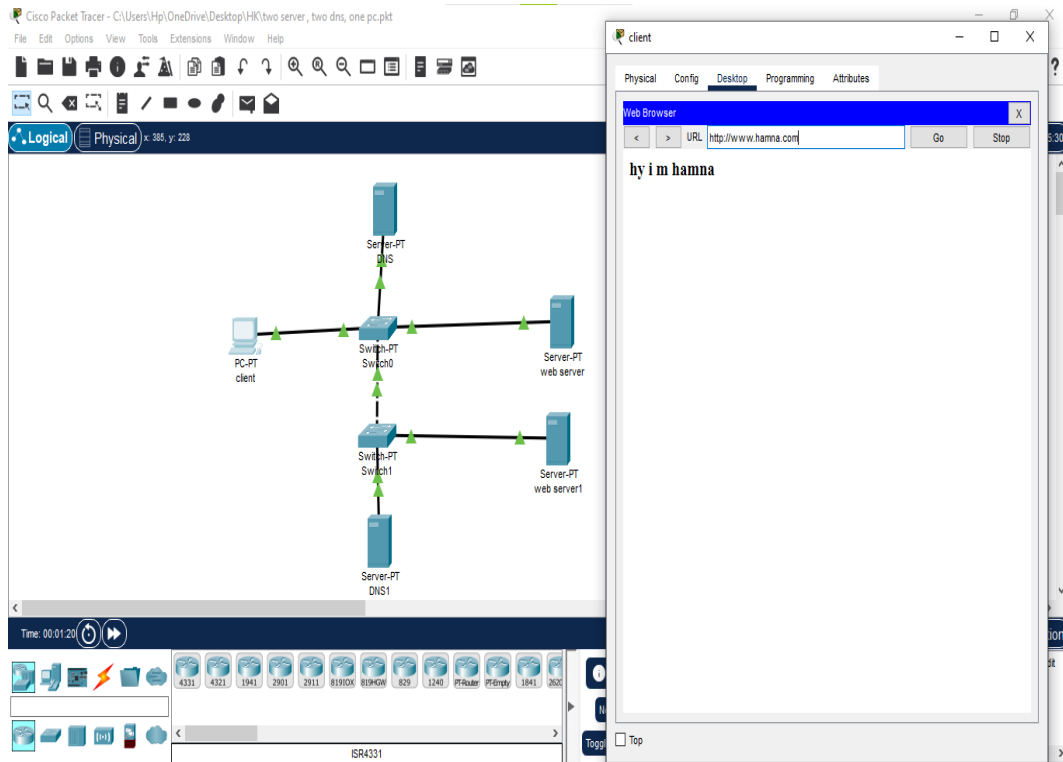 Cisco Packet Tracer - C:\Users\Hp\OneDrive\Desktop\HK\two server , two dns, one pc.pkt
File Edit Options View Tools Extensions Window Help
Logical Physical x: 385, y: 228
Server-PT
DNS
PC-PT
client
Switch-PT
Switch0
Server-PT
web server
Switch-PT
Switch1
Server-PT
web server1
Server-PT
DNS1
Time: 00:01:20
4331 4321 1941 2901 2911 819IOX 819HGW 829 1240 PT-Router PT-Empty 1841 2620
ISR4331
Toggl
client
Physical Config Desktop Programming Attributes
Web Browser X
< > URL http://www.hamna.com Go Stop
hy i m hamna
Top
?
5:30